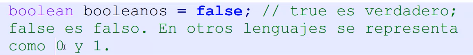 boolean booleanos = false; // true es verdadero;
false es falso. En otros lenguajes se representa
como 0 y 1.